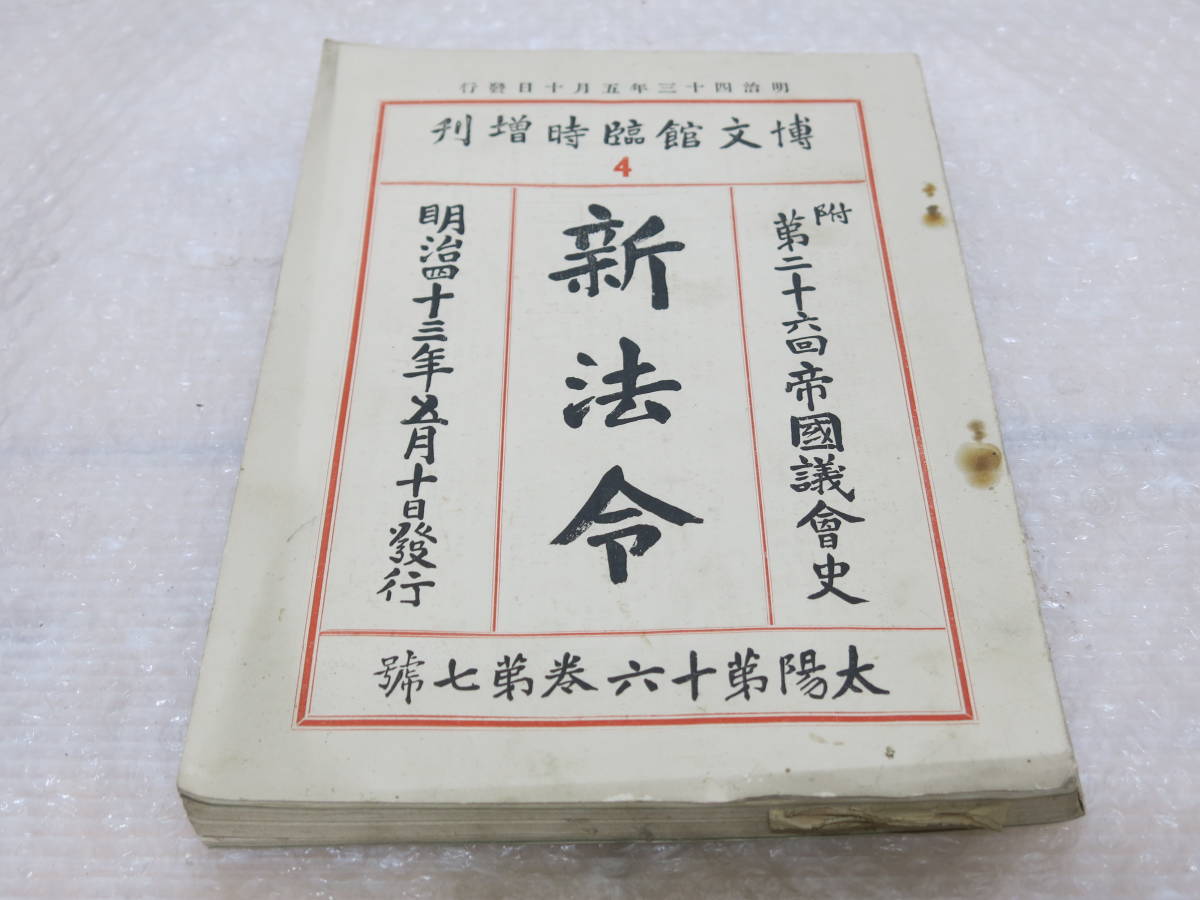 明治四十三年五月十日發行
博文館臨時增刊
4
附
第二十六回帝國議會史
新法令
明治四十三年五月十日發行
太陽第十六卷第七號